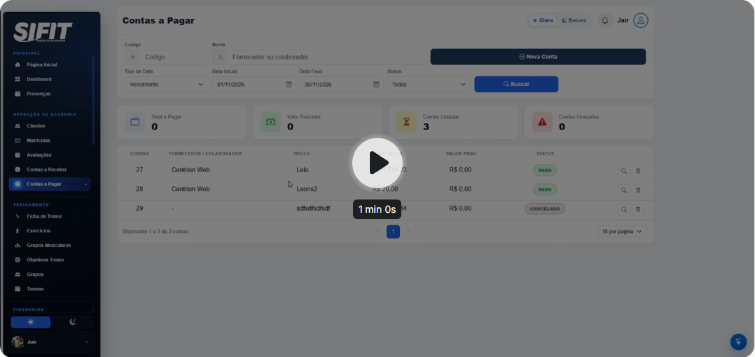 SIFIT
Contas a Pagar
Claro
Escuro
Jair
PRINCIPAL
Página Inicial
Dashboard
Presenças
OPERAÇÃO DA ACADEMIA
Clientes
Matrículas
Avaliações
Contas a Receber
Contas a Pagar
TREINAMENTO
Ficha de Treino
Exercícios
Grupos Musculares
Objetivos Treino
Grupos
Treinos
FINANCEIRO
Jair
Código
Nome
Código
Fornecedor ou colaborador
Nova Conta
Tipo de Data
Data Inicial
Data Final
Status
Vencimento
01/11/2026
30/11/2026
Todos
Buscar
Total a Pagar
0
0
Contas Listadas
3
Contas Atrasadas
0
CÓDIGO
FORNECEDOR / COLABORADOR
TÍTULO
VALOR PAGO
STATUS
27
Centrion Web
Lelo
R$ 0,00
PAGO
28
Centrion Web
Leons2
R$ 20,00
R$ 0,00
PAGO
29
-
R$ 0,00
CANCELADO
1 min 0s
Mostrando 1 a 3 de 3 contas
1
10 por página